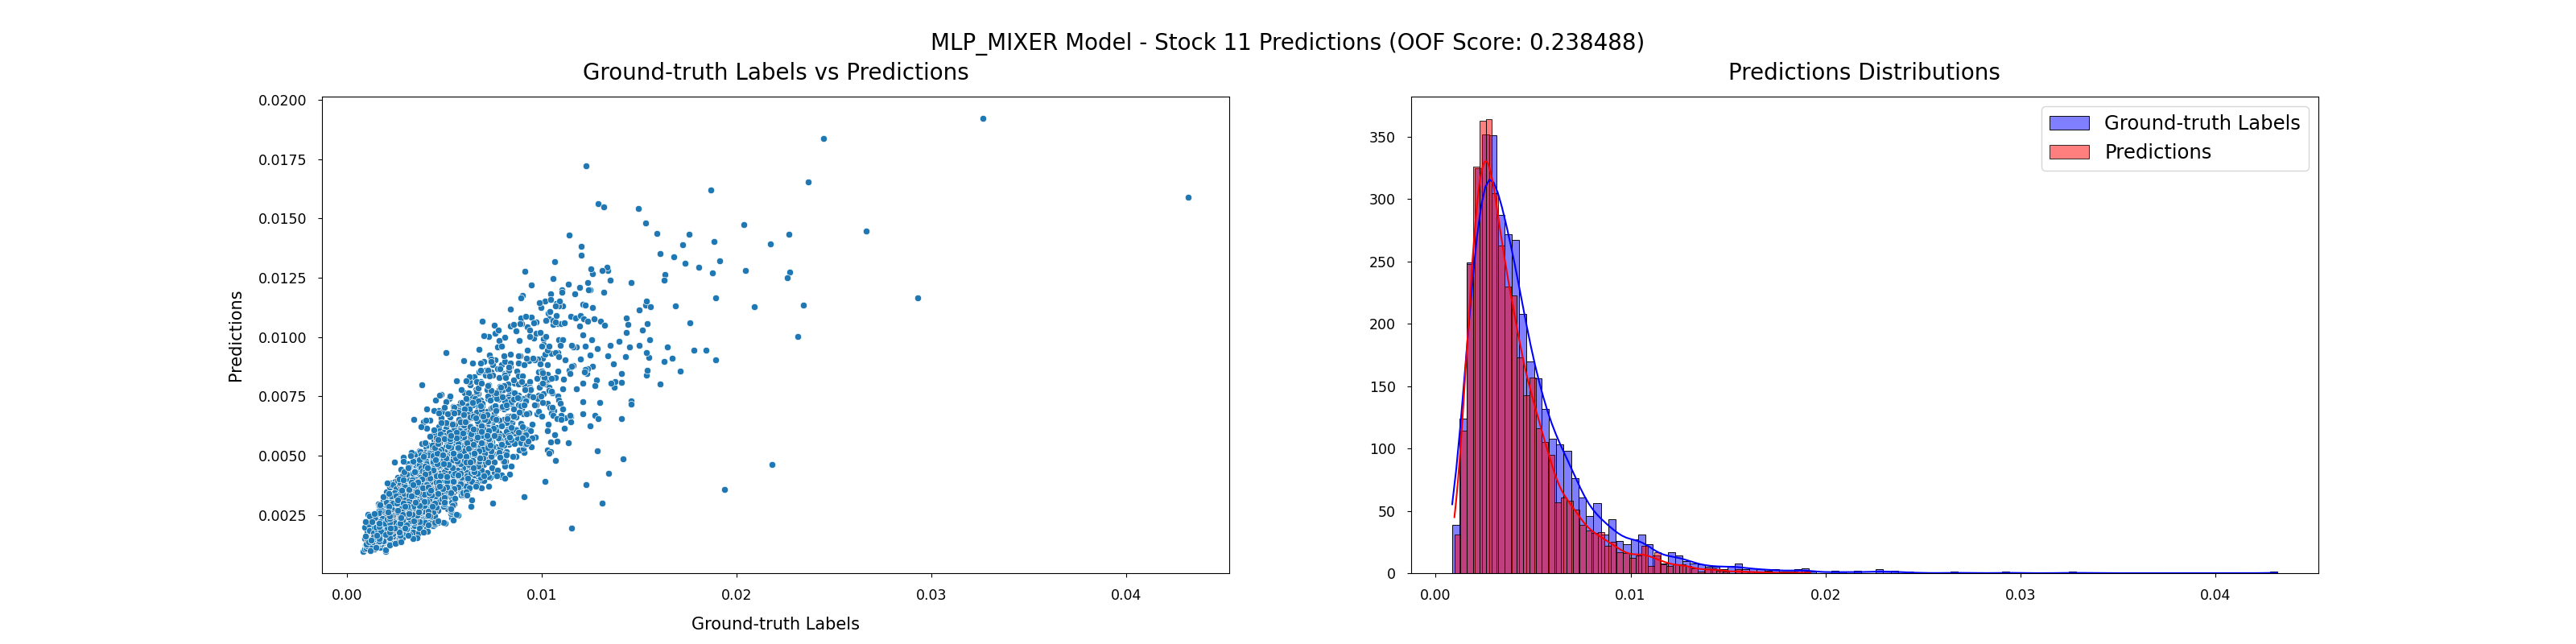 MLP_MIXER Model - Stock 11 Predictions (OOF Score: 0.238488)
Ground-truth Labels vs Predictions
0.0200
0.0175
0.0150
0.0125
0.0100
0.0075
0.0050
0.0025
Predictions
0.00 0.01 0.02 0.03 0.04
Ground-truth Labels
Predictions Distributions
Ground-truth Labels
Predictions
350
300
250
200
150
100
50
0
0.00 0.01 0.02 0.03 0.04